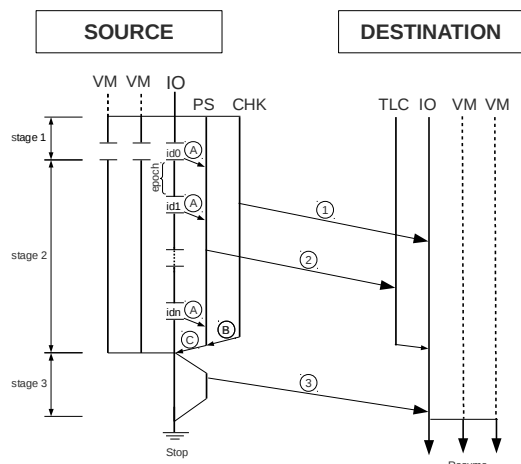 SOURCE DESTINATION
VM VM IO PS CHK TLC IO VM VM
stage 1
id0 A
epoch
id1 A
1
stage 2
2
idn A
C B
stage 3
3
Stop
Resume